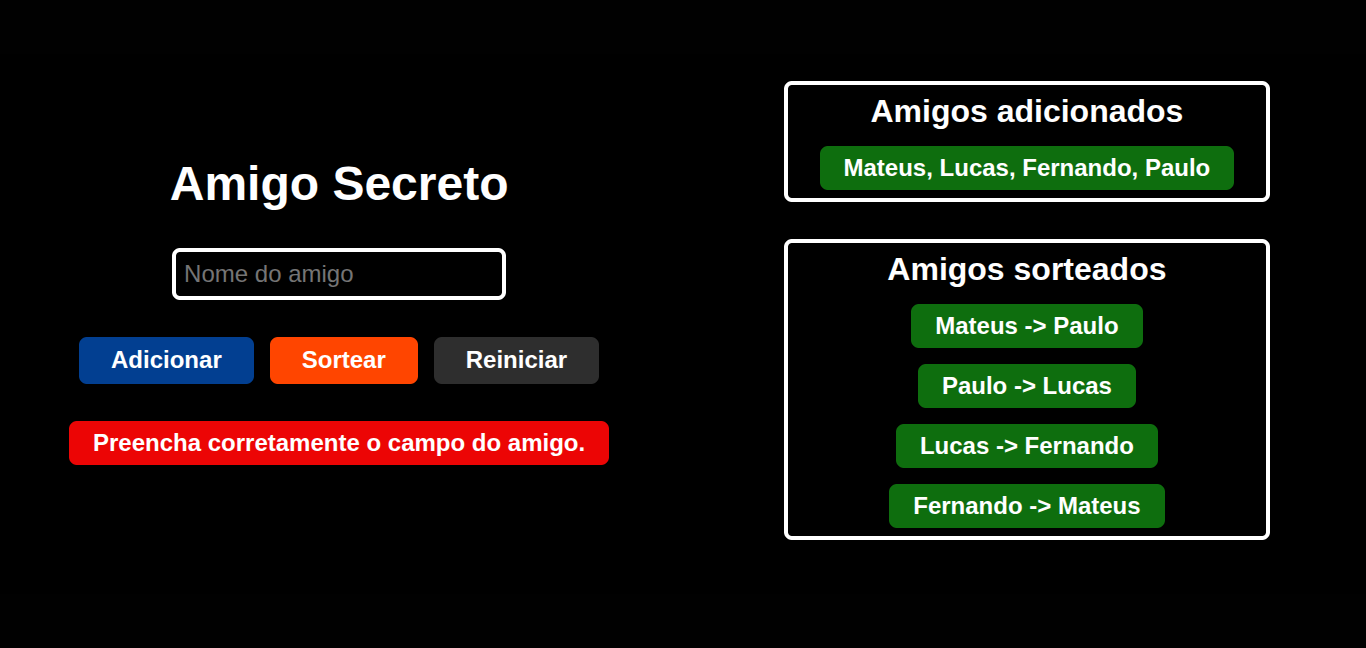 Amigo Secreto
Nome do amigo
Adicionar
Sortear
Reiniciar
Preencha corretamente o campo do amigo.
Amigos adicionados
Mateus, Lucas, Fernando, Paulo
Amigos sorteados
Mateus -> Paulo
Paulo -> Lucas
Lucas -> Fernando
Fernando -> Mateus